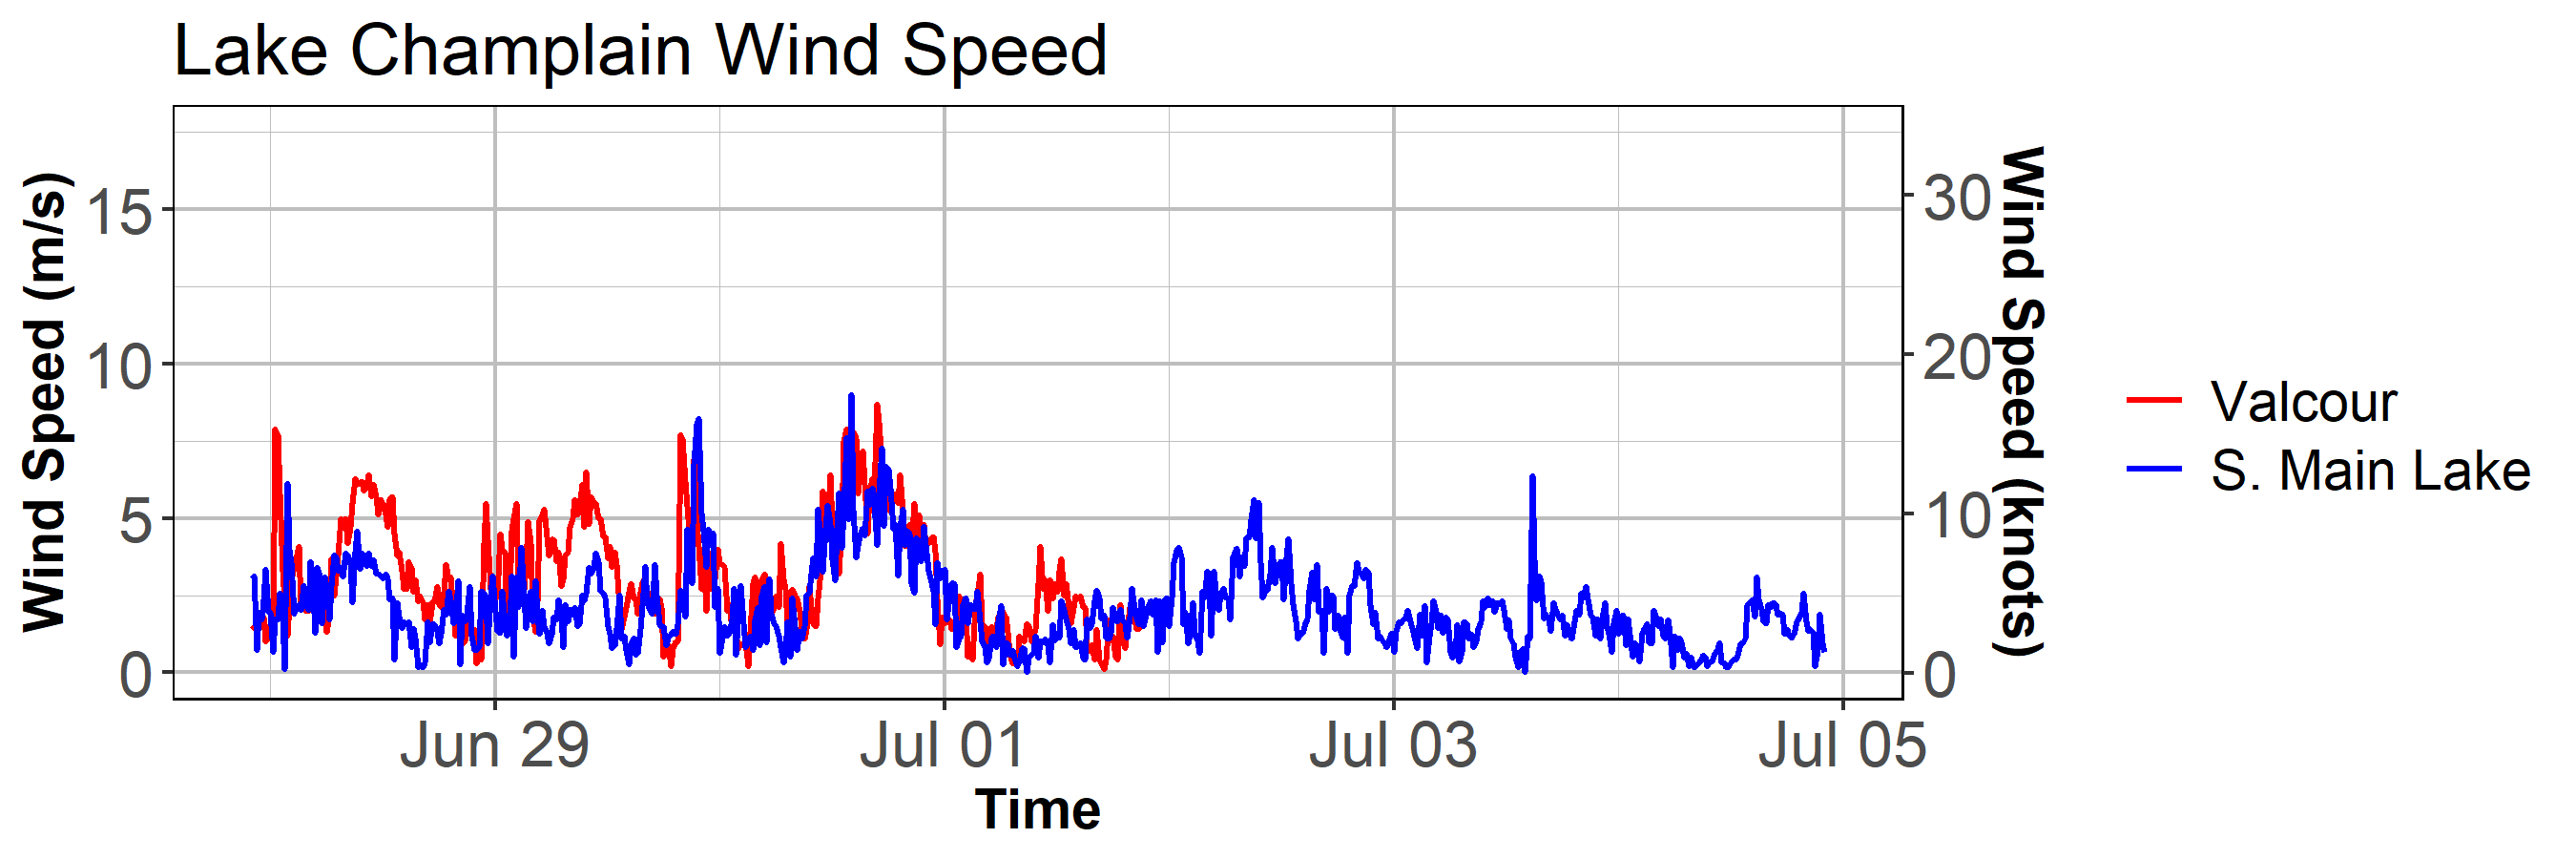 Lake Champlain Wind Speed
Wind Speed (m/s)
15
10
5
0
30
20
10
0
Wind Speed (knots)
Jun 29
Jul 01
Jul 03
Jul 05
Time
Valcour
S. Main Lake